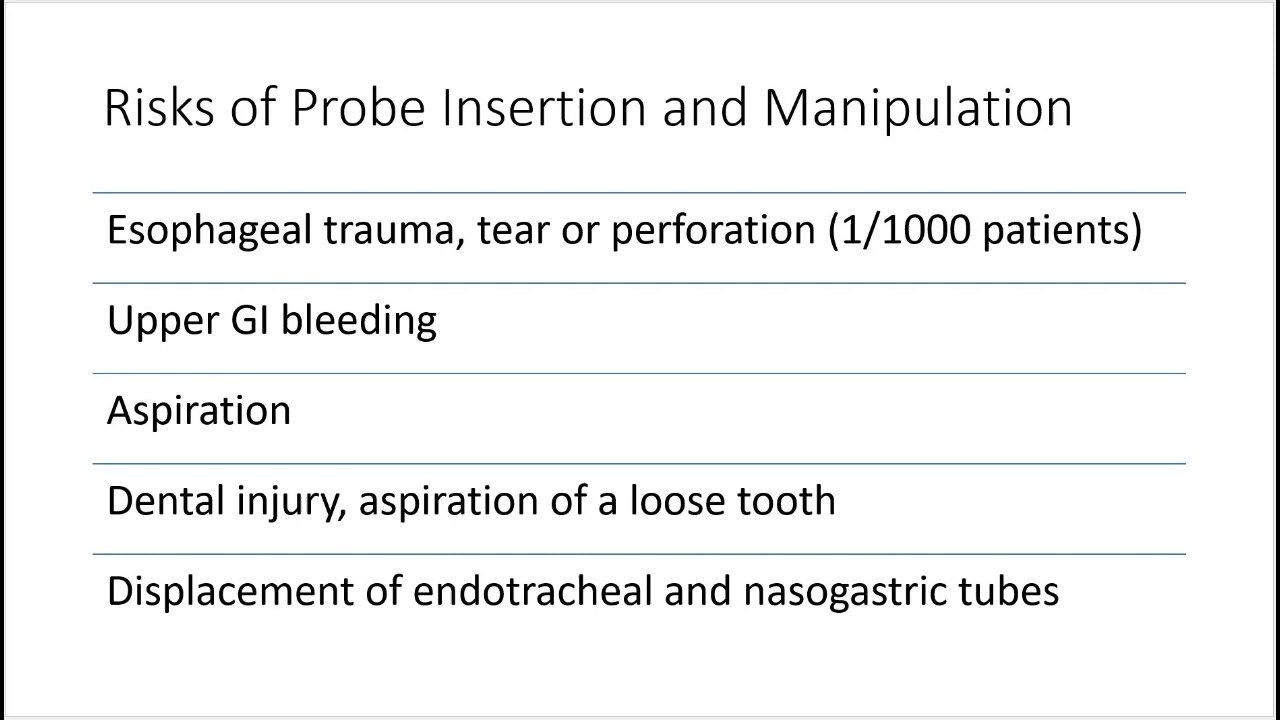 Risks of Probe Insertion and Manipulation
Esophageal trauma, tear or perforation (1/1000 patients)
Upper GI bleeding
Aspiration
Dental injury, aspiration of a loose tooth
Displacement of endotracheal and nasogastric tubes